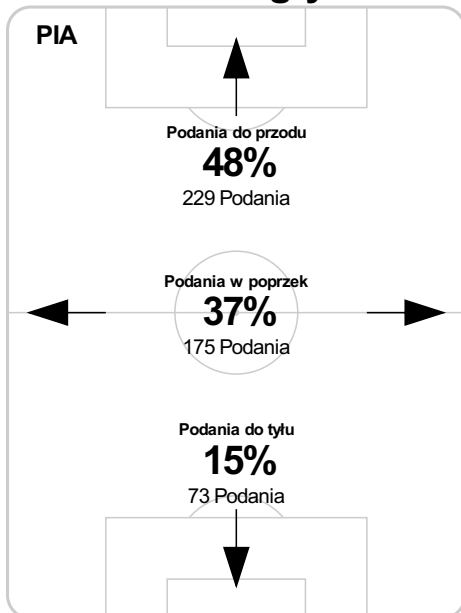 PIA
Podania do przodu
48%
229 Podania
Podania w poprzek
37%
175 Podania
Podania do tyłu
15%
73 Podania